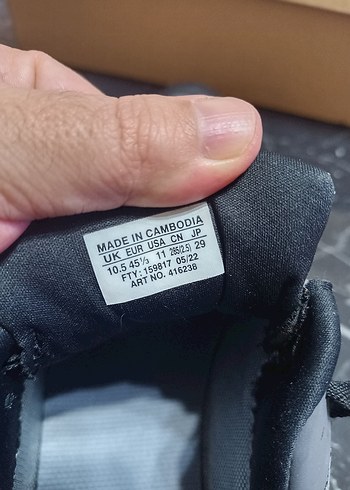 MADE IN CAMBODIA
UK EUR USA CN JP
10.5 45⅓ 11 285(2.5) 29
FTY: 159817 05/22
ART NO. 416238